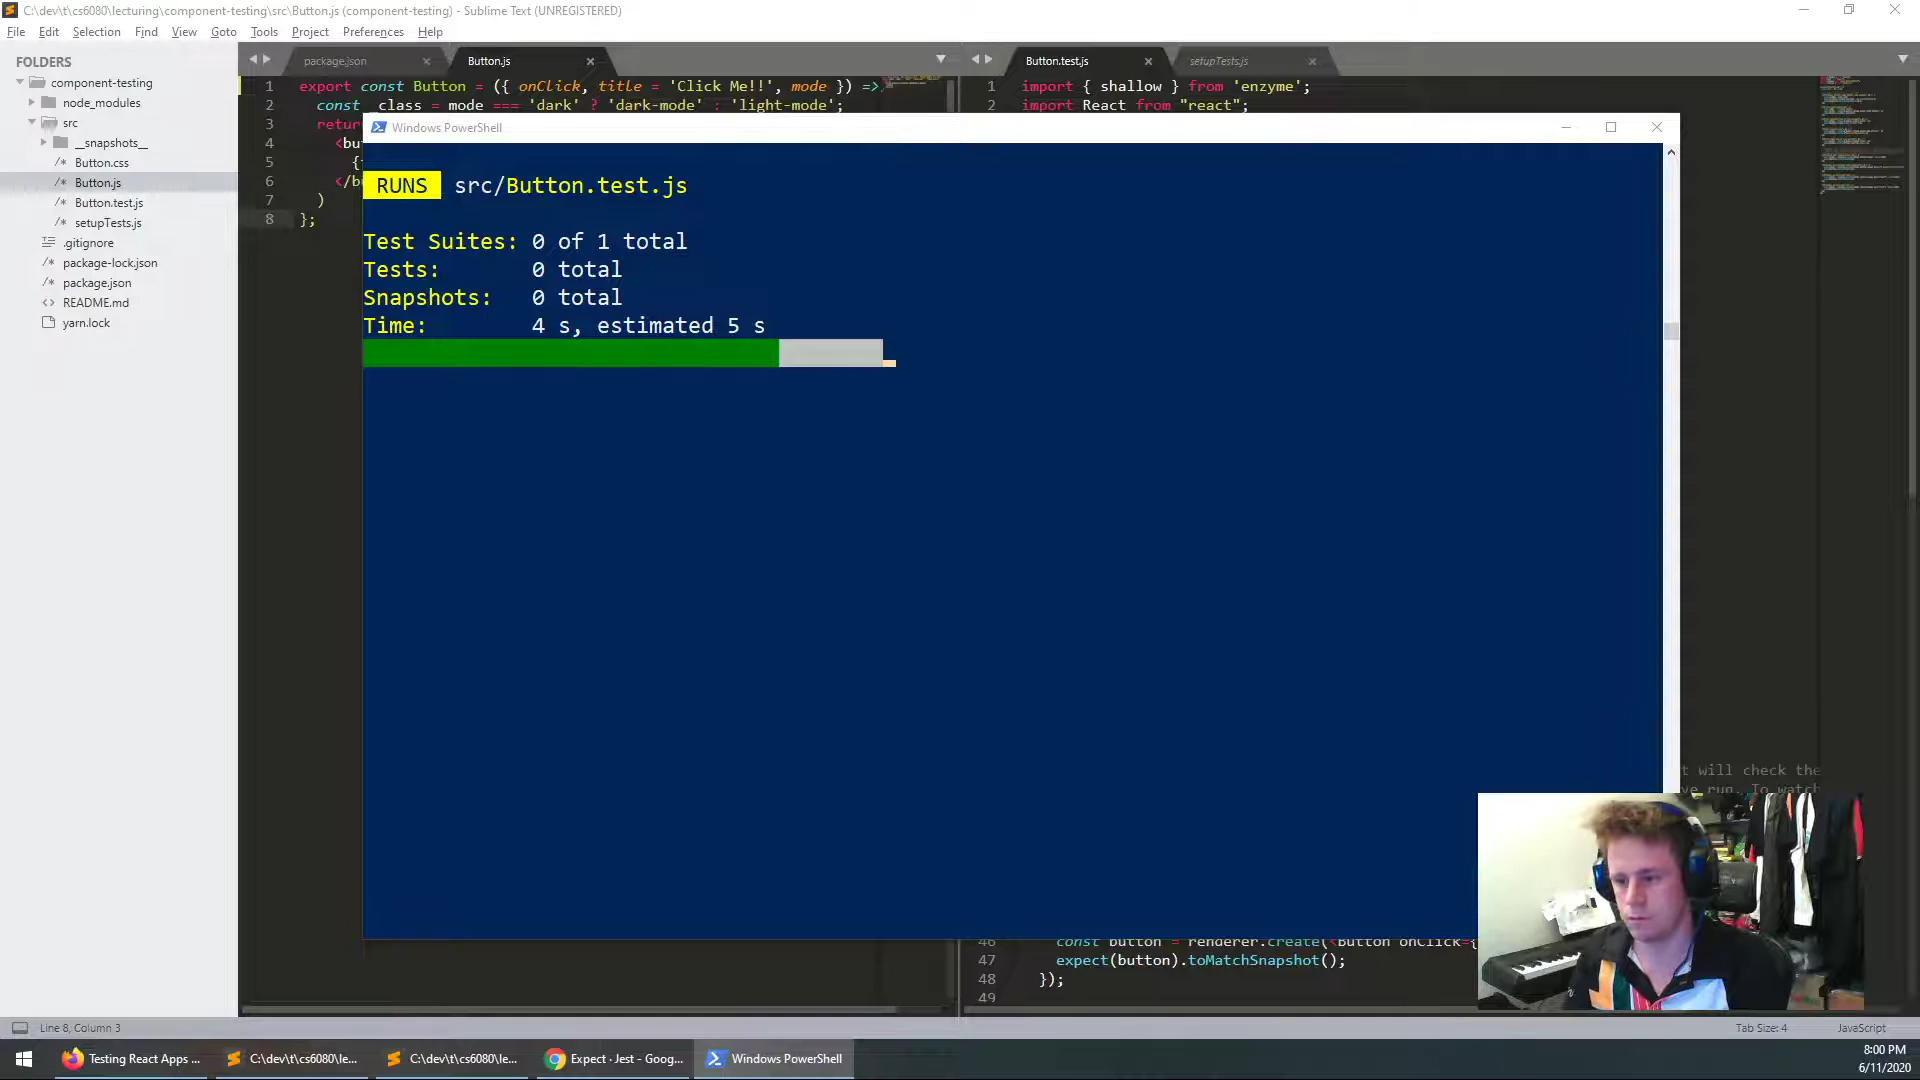 C:\dev\t\cs6080\lecturing\component-testing\src\Button.js (component-testing) - Sublime Text (UNREGISTERED)
File Edit Selection Find View Goto Tools Project Preferences Help
FOLDERS
component-testing
node_modules
src
__snapshots__
Button.css
Button.js
Button.test.js
setupTests.js
.gitignore
package-lock.json
package.json
README.md
yarn.lock
package.json Button.js
1 export const Button = ({ onClick, title = 'Click Me!!', mode }) =>
2 const _class = mode === 'dark' ? 'dark-mode' : 'light-mode';
3 retur
4 <bu
5 {
6 </b
7 )
8 };
Button.test.js setupTests.js
1 import { shallow } from 'enzyme';
2 import React from "react";
Windows PowerShell
RUNS src/Button.test.js
Test Suites: 0 of 1 total
Tests: 0 total
Snapshots: 0 total
Time: 4 s, estimated 5 s
t will check the
To watch
46 const button = renderer.create(<Button onClick={
47 expect(button).toMatchSnapshot();
48 });
49
Line 8, Column 3
Tab Size: 4 JavaScript
Testing React Apps ... C:\dev\t\cs6080\le... C:\dev\t\cs6080\le... Expect · Jest - Goog... Windows PowerShell
8:00 PM
6/11/2020